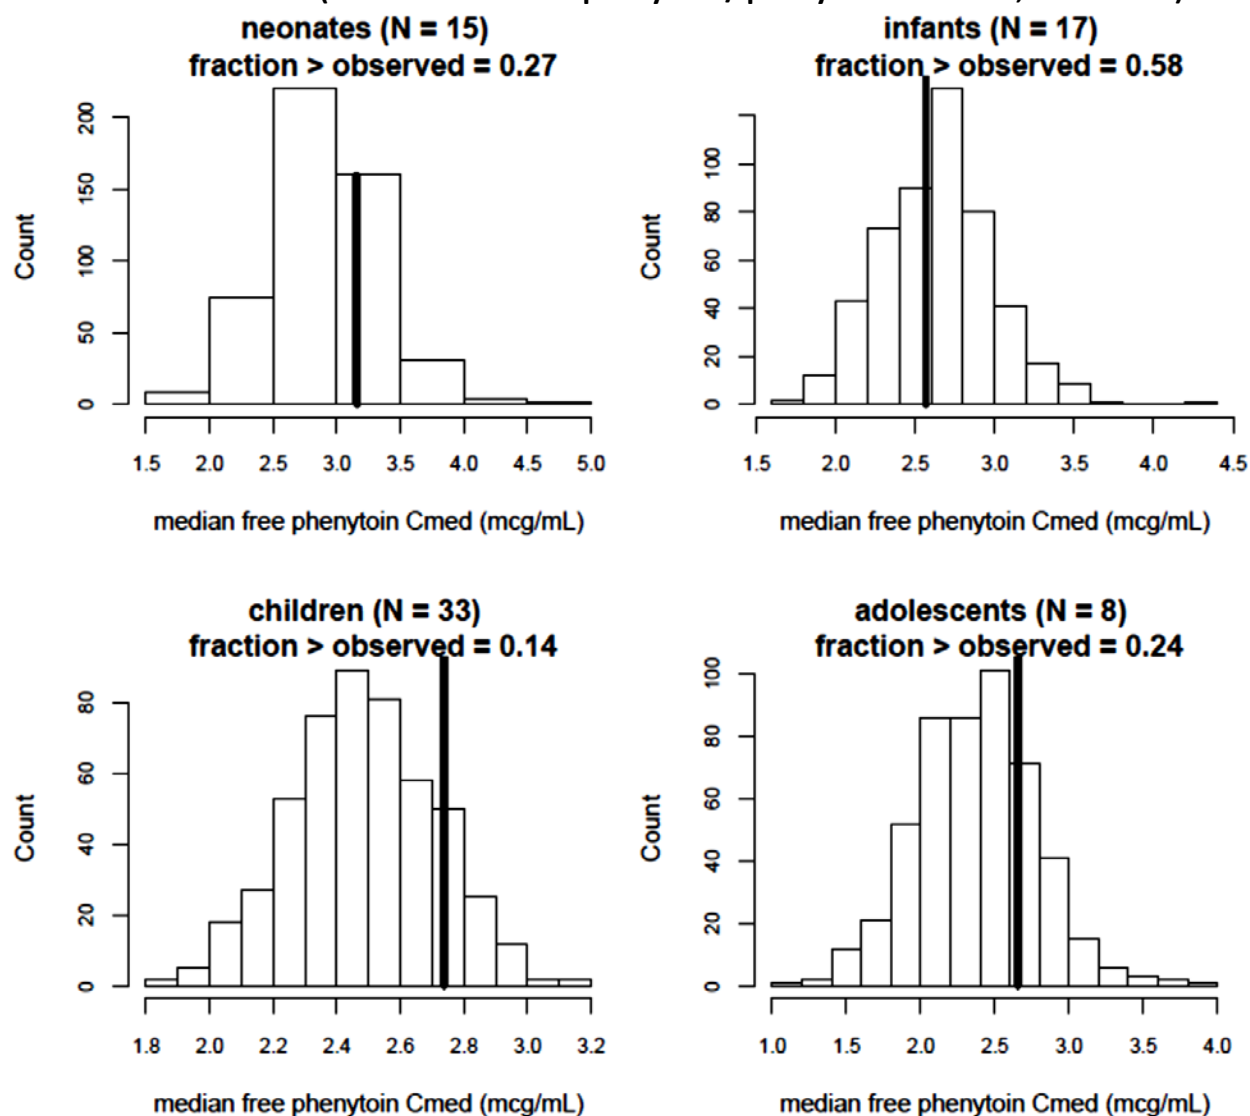 neonates (N = 15)
fraction > observed = 0.27
200
150
100
50
0
Count
1.5 2.0 2.5 3.0 3.5 4.0 4.5 5.0
median free phenytoin Cmed (mcg/mL)
infants (N = 17)
fraction > observed = 0.58
100
80
60
40
20
0
Count
1.5 2.0 2.5 3.0 3.5 4.0 4.5
median free phenytoin Cmed (mcg/mL)
children (N = 33)
fraction > observed = 0.14
80
60
40
20
0
Count
1.8 2.0 2.2 2.4 2.6 2.8 3.0 3.2
median free phenytoin Cmed (mcg/mL)
adolescents (N = 8)
fraction > observed = 0.24
100
80
60
40
20
0
Count
1.0 1.5 2.0 2.5 3.0 3.5 4.0
median free phenytoin Cmed (mcg/mL)